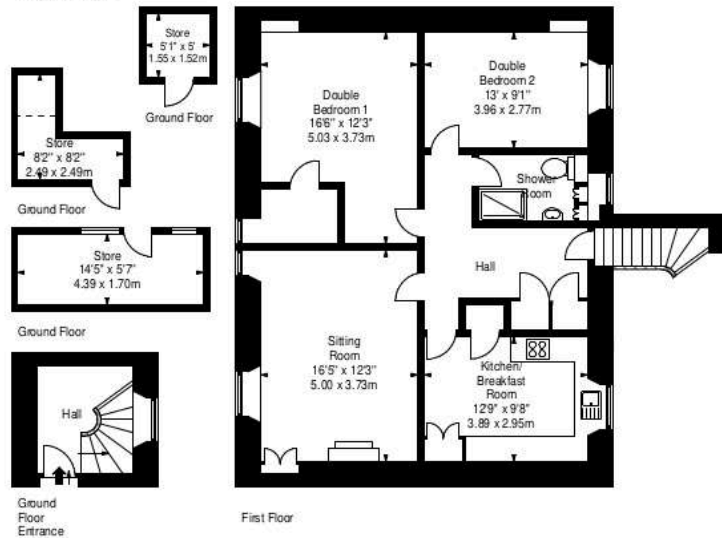 Store
5'1" x 5'
1.55 x 1.52m
Ground Floor
Store
8'2" x 8'2"
2.49 x 2.49m
Ground Floor
Store
14'5" x 5'7"
4.39 x 1.70m
Ground Floor
Hall
Ground
Floor
Entrance
Double
Bedroom 1
16'6" x 12'3"
5.03 x 3.73m
Double
Bedroom 2
13' x 9'1"
3.96 x 2.77m
Shower
Room
Hall
Sitting
Room
16'5" x 12'3"
5.00 x 3.73m
Kitchen/
Breakfast
Room
12'9" x 9'8"
3.89 x 2.95m
First Floor